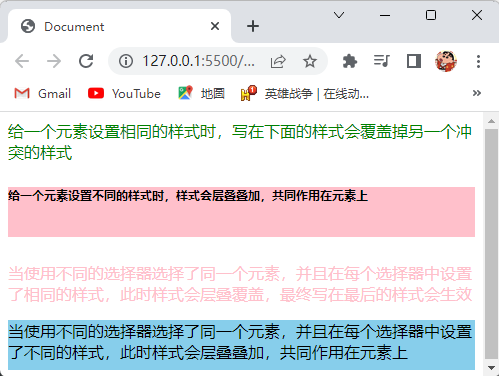 Document
127.0.0.1:5500/...
Gmail
YouTube
地图
英雄战争 | 在线动...
给一个元素设置相同的样式时，写在下面的样式会覆盖掉另一个冲
突的样式
给一个元素设置不同的样式时，样式会层叠叠加，共同作用在元素上
当使用不同的选择器选择了同一个元素，并且在每个选择器中设置
了相同的样式，此时样式会层叠覆盖，最终写在最后的样式会生效
当使用不同的选择器选择了同一个元素，并且在每个选择器中设置
了不同的样式，此时样式会层叠叠加，共同作用在元素上